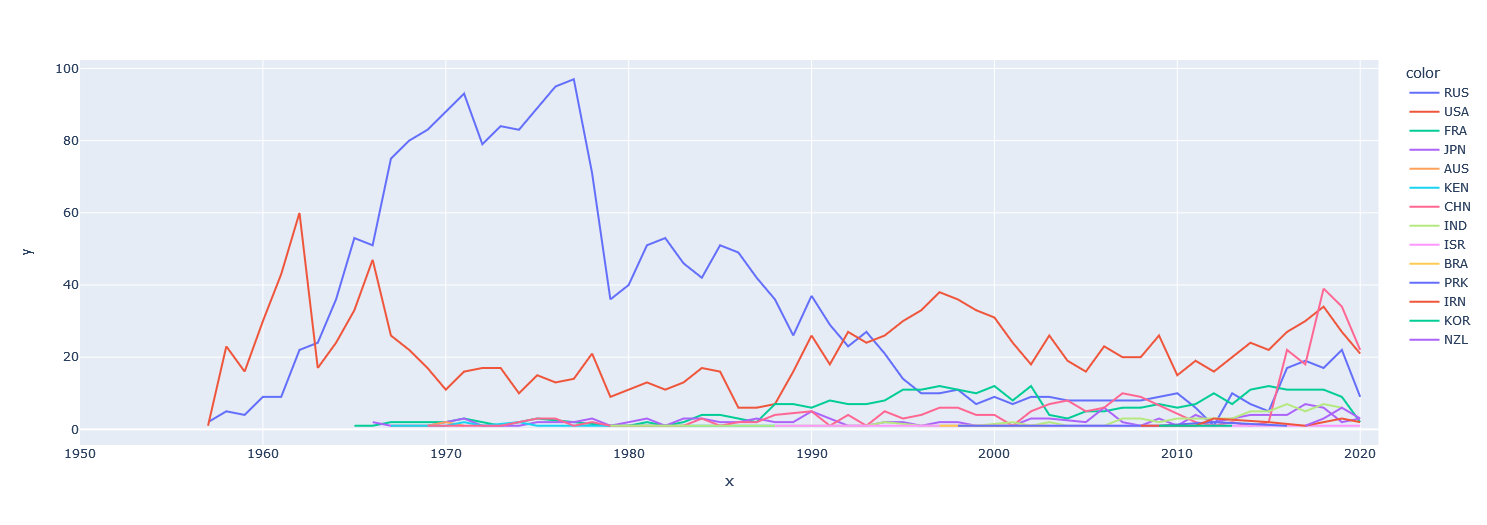 100
80
60
40
20
0
y
1950
1960
1970
1980
1990
2000
2010
2020
x
color
RUS
USA
FRA
JPN
AUS
KEN
CHN
IND
ISR
BRA
PRK
IRN
KOR
NZL